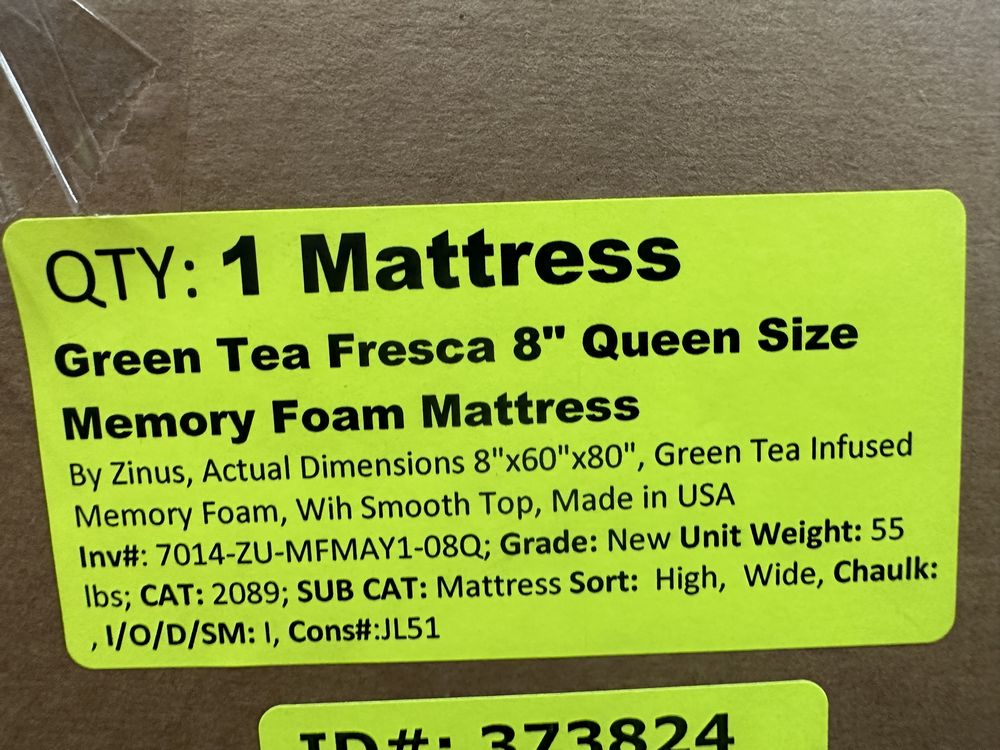 QTY: 1 Mattress
Green Tea Fresca 8" Queen Size
Memory Foam Mattress
By Zinus, Actual Dimensions 8"x60"x80", Green Tea Infused
Memory Foam, Wih Smooth Top, Made in USA
Inv#: 7014-ZU-MFMAY1-08Q; Grade: New Unit Weight: 55
lbs; CAT: 2089; SUB CAT: Mattress Sort: High, Wide, Chaulk:
, I/O/D/SM: I, Cons#:JL51
ID#: 373824